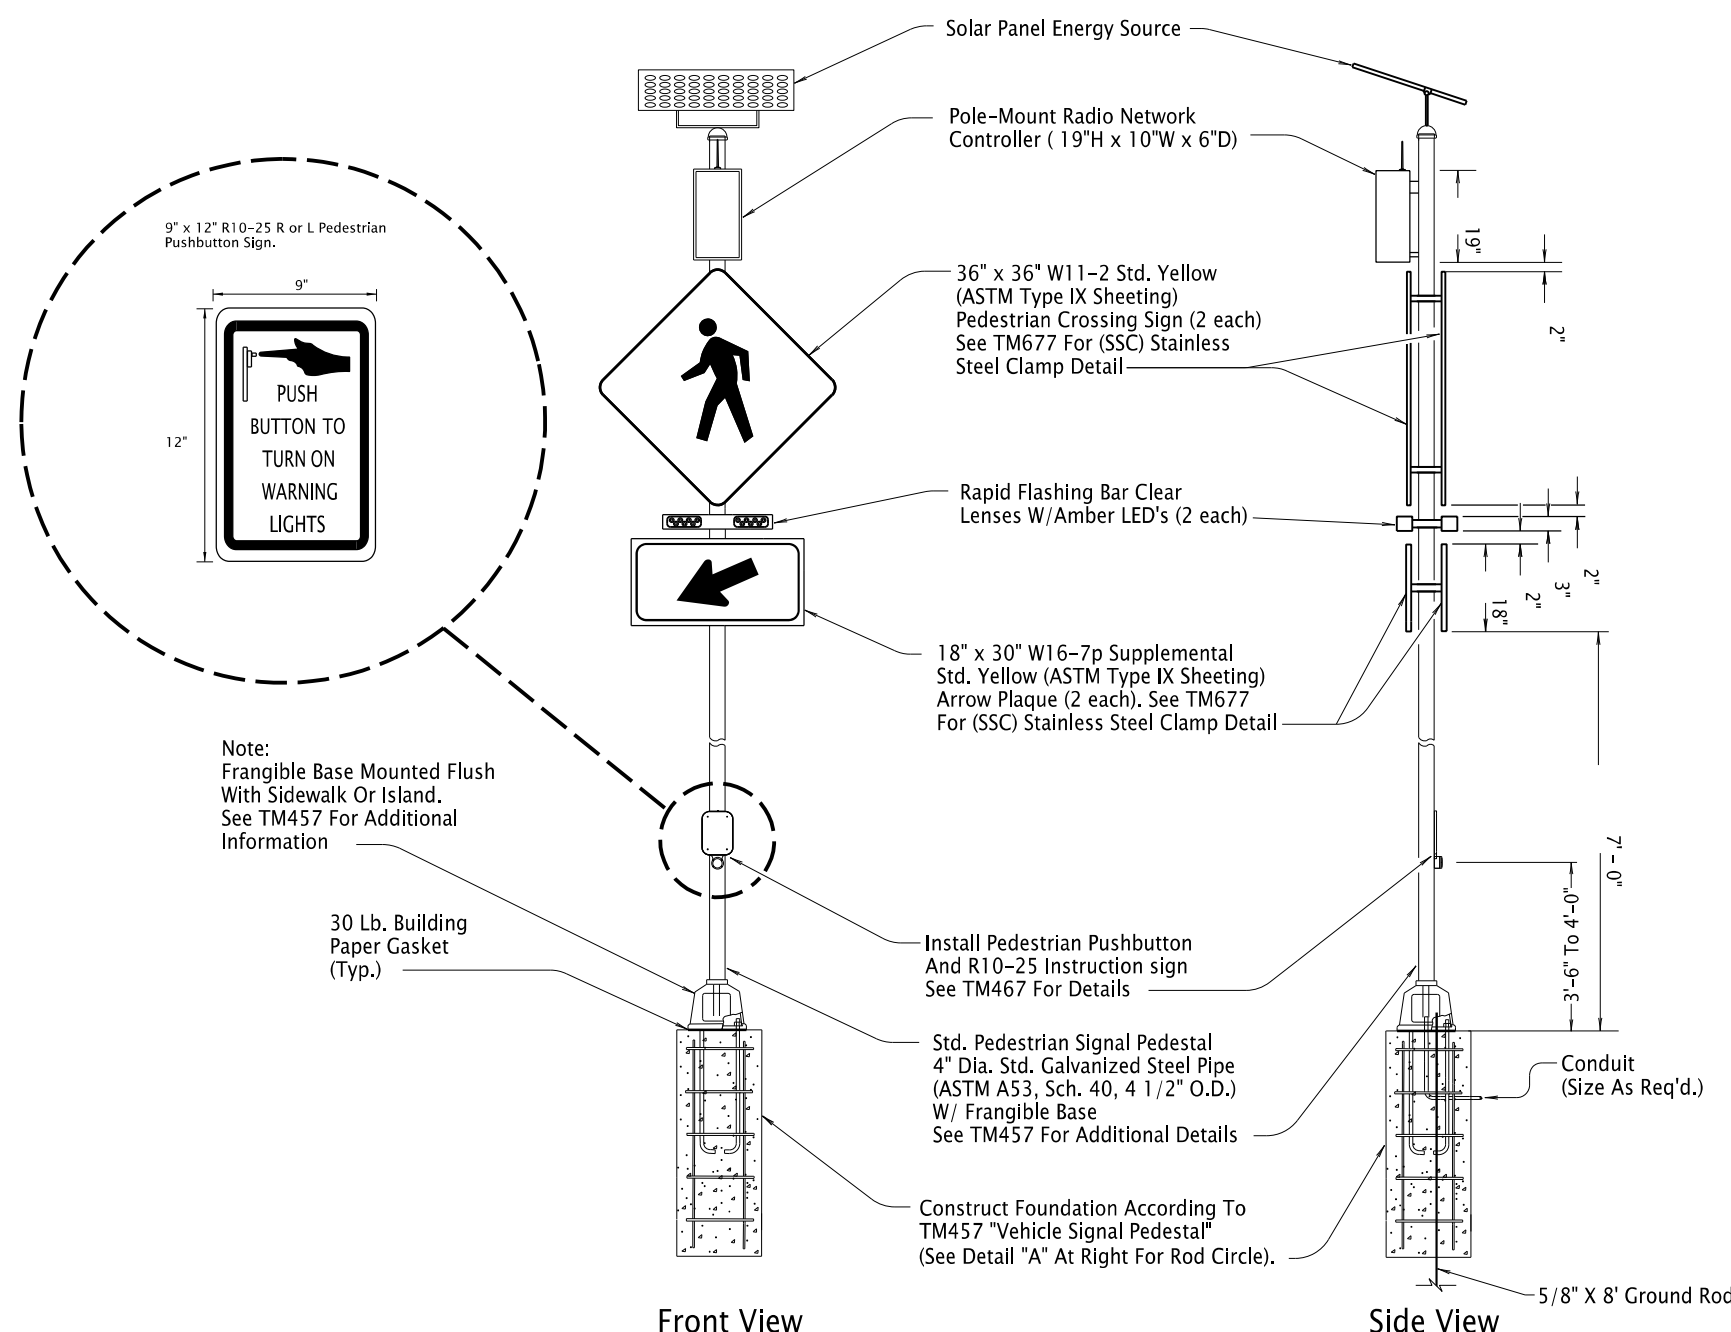 Solar Panel Energy Source
Pole-Mount Radio Network
Controller ( 19"H x 10"W x 6"D)
9" x 12" R10-25 R or L Pedestrian
Pushbutton Sign.
9"
12"
PUSH
BUTTON TO
TURN ON
WARNING
LIGHTS
36" x 36" W11-2 Std. Yellow
(ASTM Type IX Sheeting)
Pedestrian Crossing Sign (2 each)
See TM677 For (SSC) Stainless
Steel Clamp Detail
Rapid Flashing Bar Clear
Lenses W/Amber LED's (2 each)
18" x 30" W16-7p Supplemental
Std. Yellow (ASTM Type IX Sheeting)
Arrow Plaque (2 each). See TM677
For (SSC) Stainless Steel Clamp Detail
19"
2"
2"
3"
2"
18"
7'-0"
3'-6" To 4'-0"
Note:
Frangible Base Mounted Flush
With Sidewalk Or Island.
See TM457 For Additional
Information
30 Lb. Building
Paper Gasket
(Typ.)
Install Pedestrian Pushbutton
And R10-25 Instruction sign
See TM467 For Details
Std. Pedestrian Signal Pedestal
4" Dia. Std. Galvanized Steel Pipe
(ASTM A53, Sch. 40, 4 1/2" O.D.)
W/ Frangible Base
See TM457 For Additional Details
Conduit
(Size As Req'd.)
Construct Foundation According To
TM457 "Vehicle Signal Pedestal"
(See Detail "A" At Right For Rod Circle).
5/8" X 8' Ground Rod
Front View
Side View